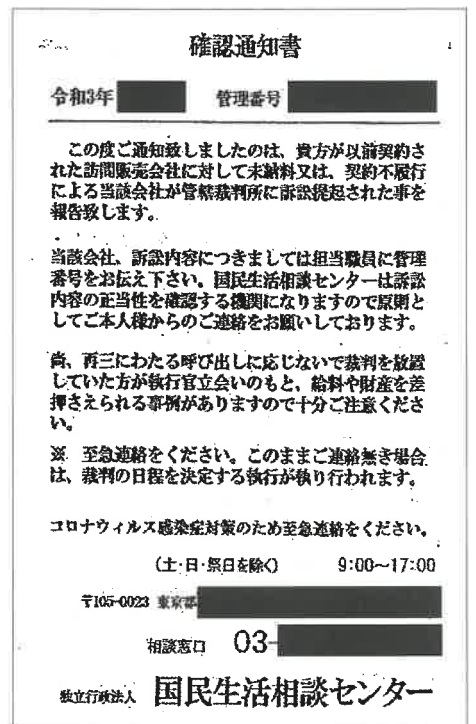 確認通知書
令和3年 管理番号
この度ご通知致しましたのは、貴方が以前契約さ
れた訪問販売会社に対して未納料又は、契約不履行
による当該会社が管轄裁判所に訴訟提起された事を
報告致します。
当該会社、訴訟内容につきましては担当職員に管理
番号をお伝え下さい。国民生活相談センターは訴訟
内容の正当性を確認する機関になりますので原則と
してご本人様からのご連絡をお願いしております。
尚、再三にわたる呼び出しに応じないで裁判を放置
していた方が執行官立会いのもと、給料や財産を差
押さえられる事例がありますので十分ご注意くださ
い。
※ 至急連絡をください。このままご連絡無き場合
は、裁判の日程を決定する執行が執り行われます。
コロナウィルス感染症対策のため至急連絡をください。
(土・日・祭日を除く) 9:00~17:00
〒105-0023 東京都
相談窓口 03-
独立行政法人 国民生活相談センター